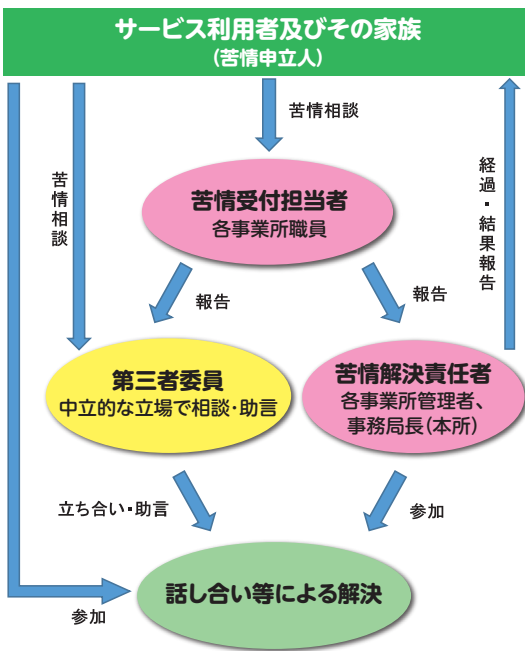 サービス利用者及びその家族
(苦情申立人)
苦情相談
苦情相談
経過・結果報告
苦情受付担当者
各事業所職員
報告
報告
第三者委員
中立的な立場で相談・助言
苦情解決責任者
各事業所管理者、
事務局長(本所)
立ち合い・助言
参加
話し合い等による解決
参加